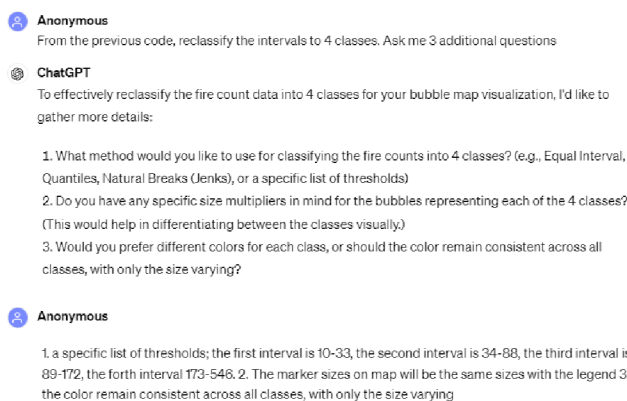 Anonymous
From the previous code, reclassify the intervals to 4 classes. Ask me 3 additional questions
ChatGPT
To effectively reclassify the fire count data into 4 classes for your bubble map visualization, I'd like to
gather more details:
1. What method would you like to use for classifying the fire counts into 4 classes? (e.g., Equal Interval,
Quantiles, Natural Breaks (Jenks), or a specific list of thresholds)
2. Do you have any specific size multipliers in mind for the bubbles representing each of the 4 classes?
(This would help in differentiating between the classes visually.)
3. Would you prefer different colors for each class, or should the color remain consistent across all
classes, with only the size varying?
Anonymous
1. a specific list of thresholds; the first interval is 10-33, the second interval is 34-88, the third interval is
89-172, the forth interval 173-546. 2. The marker sizes on map will be the same sizes with the legend 3.
the color remain consistent across all classes, with only the size varying